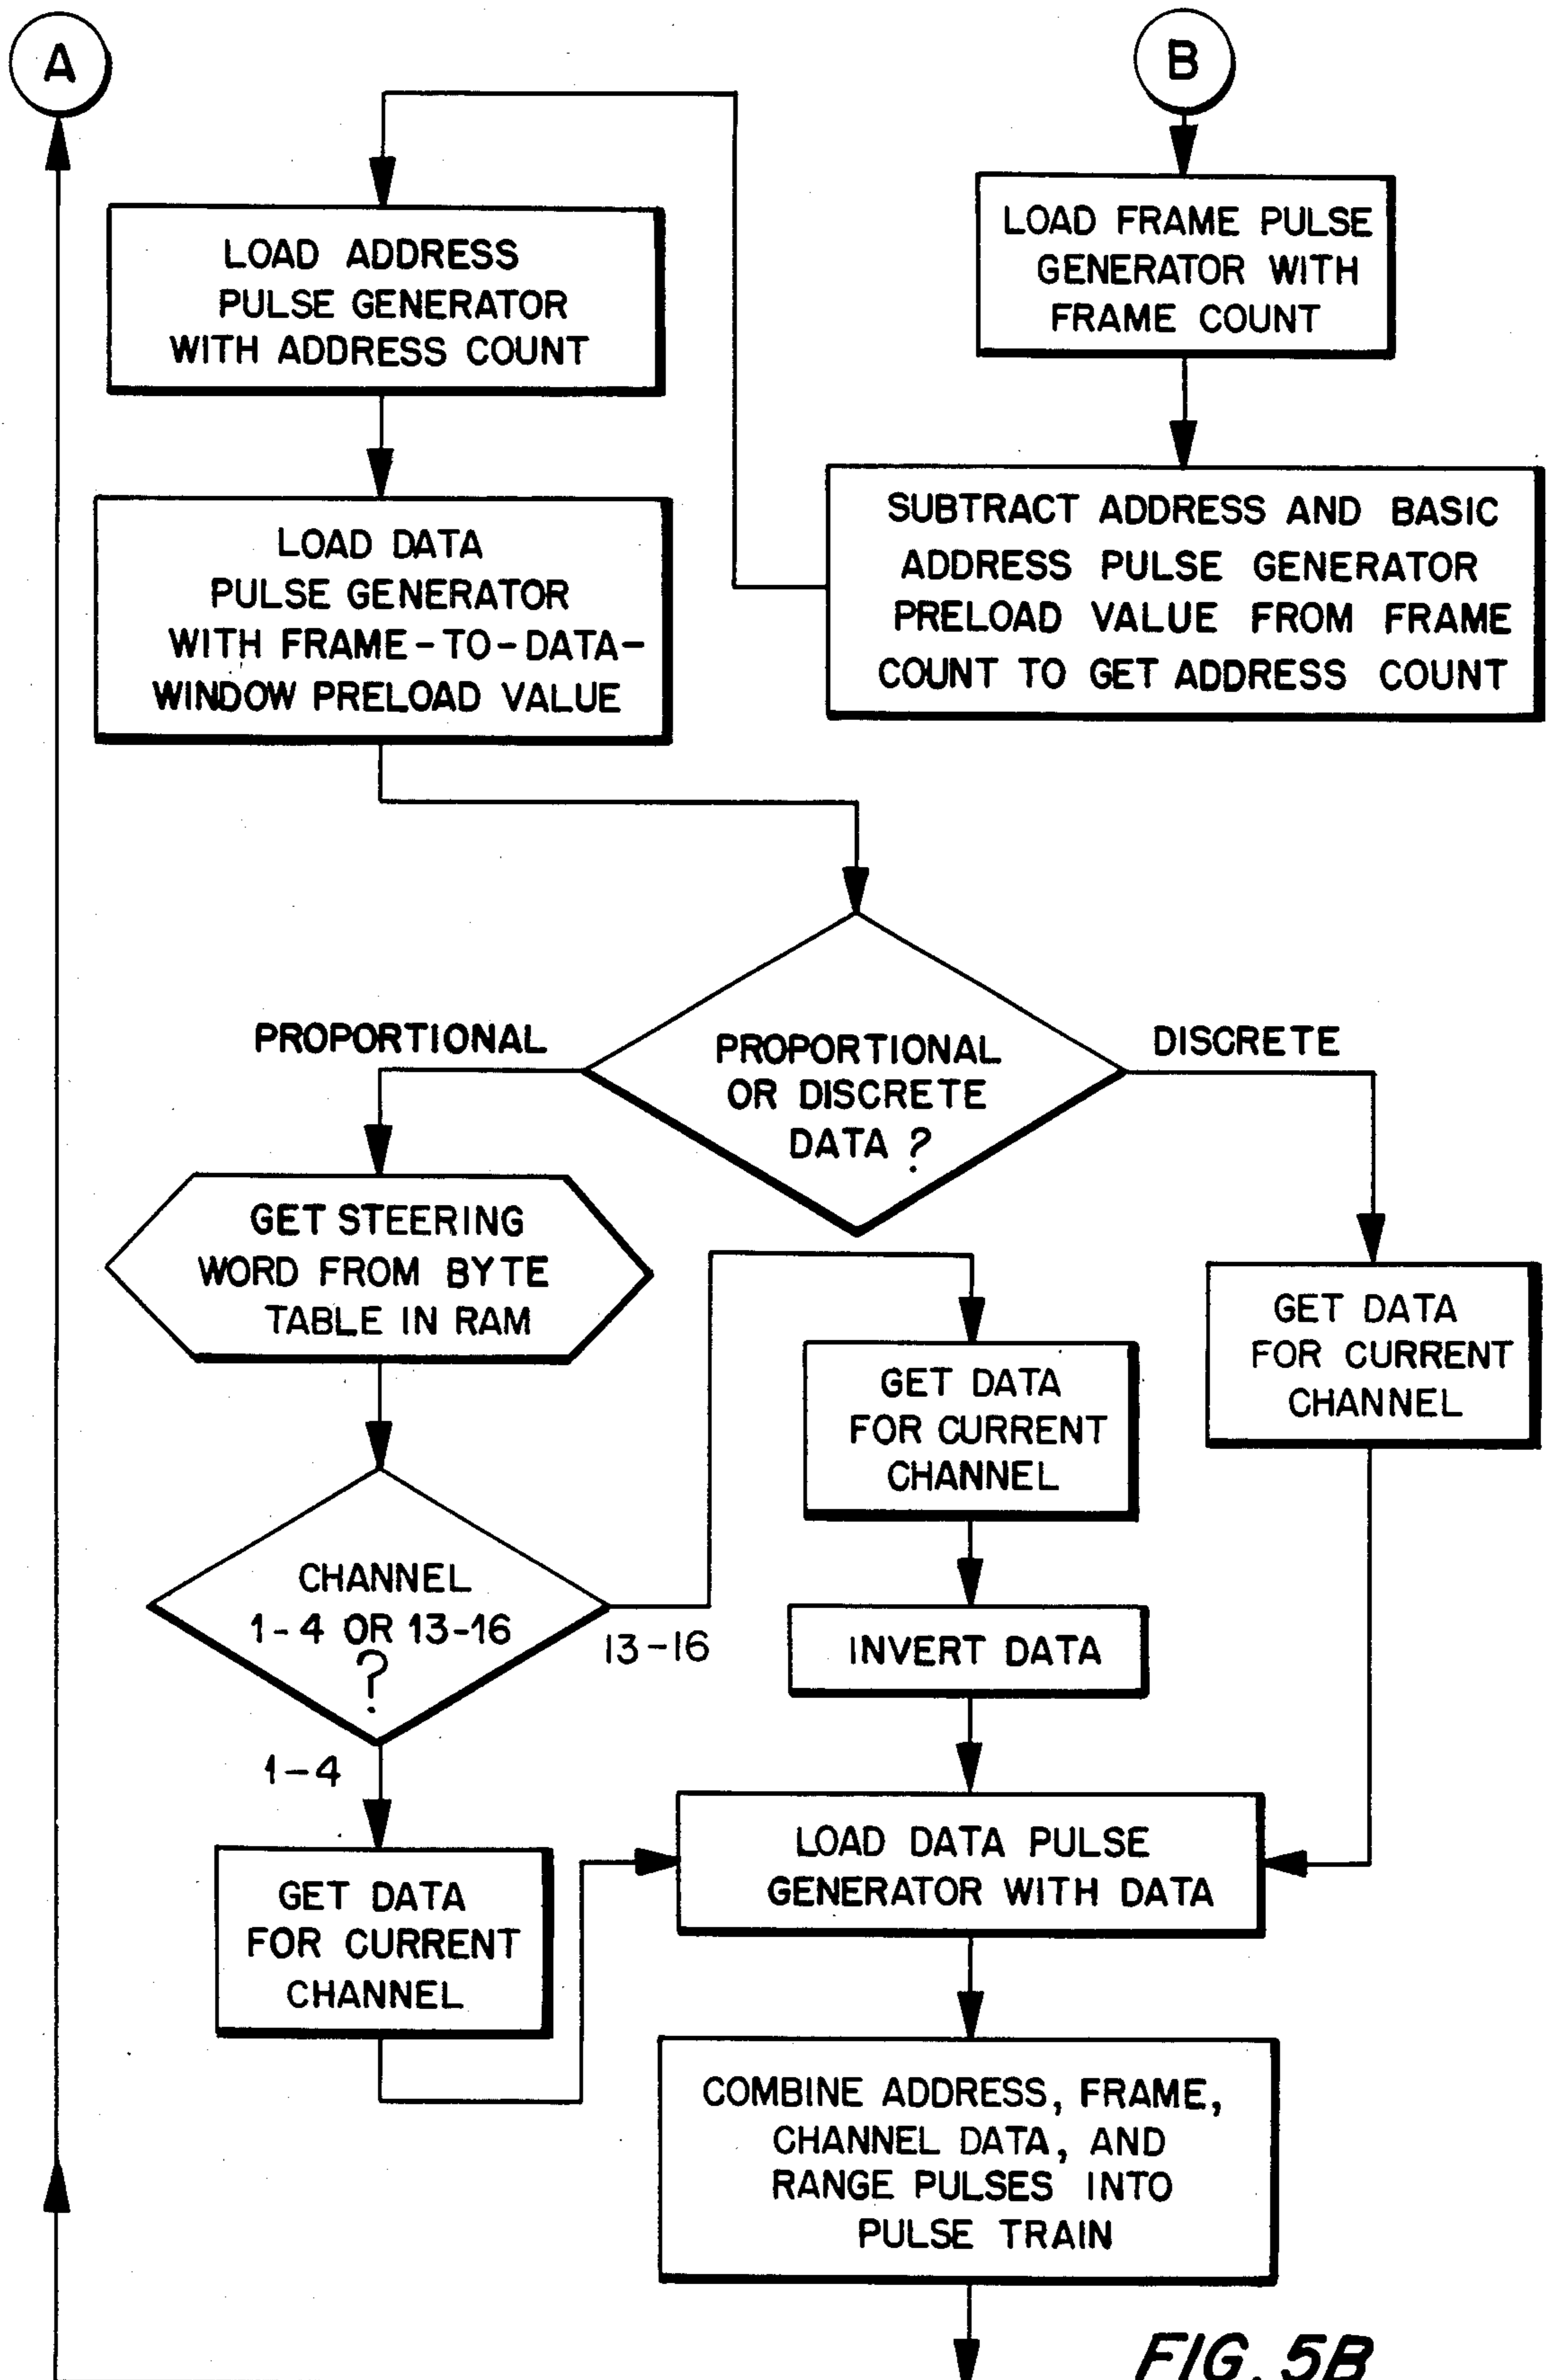 A
B
LOAD FRAME PULSE
GENERATOR WITH
FRAME COUNT
SUBTRACT ADDRESS AND BASIC
ADDRESS PULSE GENERATOR
PRELOAD VALUE FROM FRAME
COUNT TO GET ADDRESS COUNT
LOAD ADDRESS
PULSE GENERATOR
WITH ADDRESS COUNT
LOAD DATA
PULSE GENERATOR
WITH FRAME-TO-DATA-
WINDOW PRELOAD VALUE
PROPORTIONAL
OR DISCRETE
DATA ?
PROPORTIONAL
DISCRETE
GET STEERING
WORD FROM BYTE
TABLE IN RAM
CHANNEL
1-4 OR 13-16
?
13-16
1-4
GET DATA
FOR CURRENT
CHANNEL
INVERT DATA
GET DATA
FOR CURRENT
CHANNEL
GET DATA
FOR CURRENT
CHANNEL
LOAD DATA PULSE
GENERATOR WITH DATA
COMBINE ADDRESS, FRAME,
CHANNEL DATA, AND
RANGE PULSES INTO
PULSE TRAIN
FIG. 5B